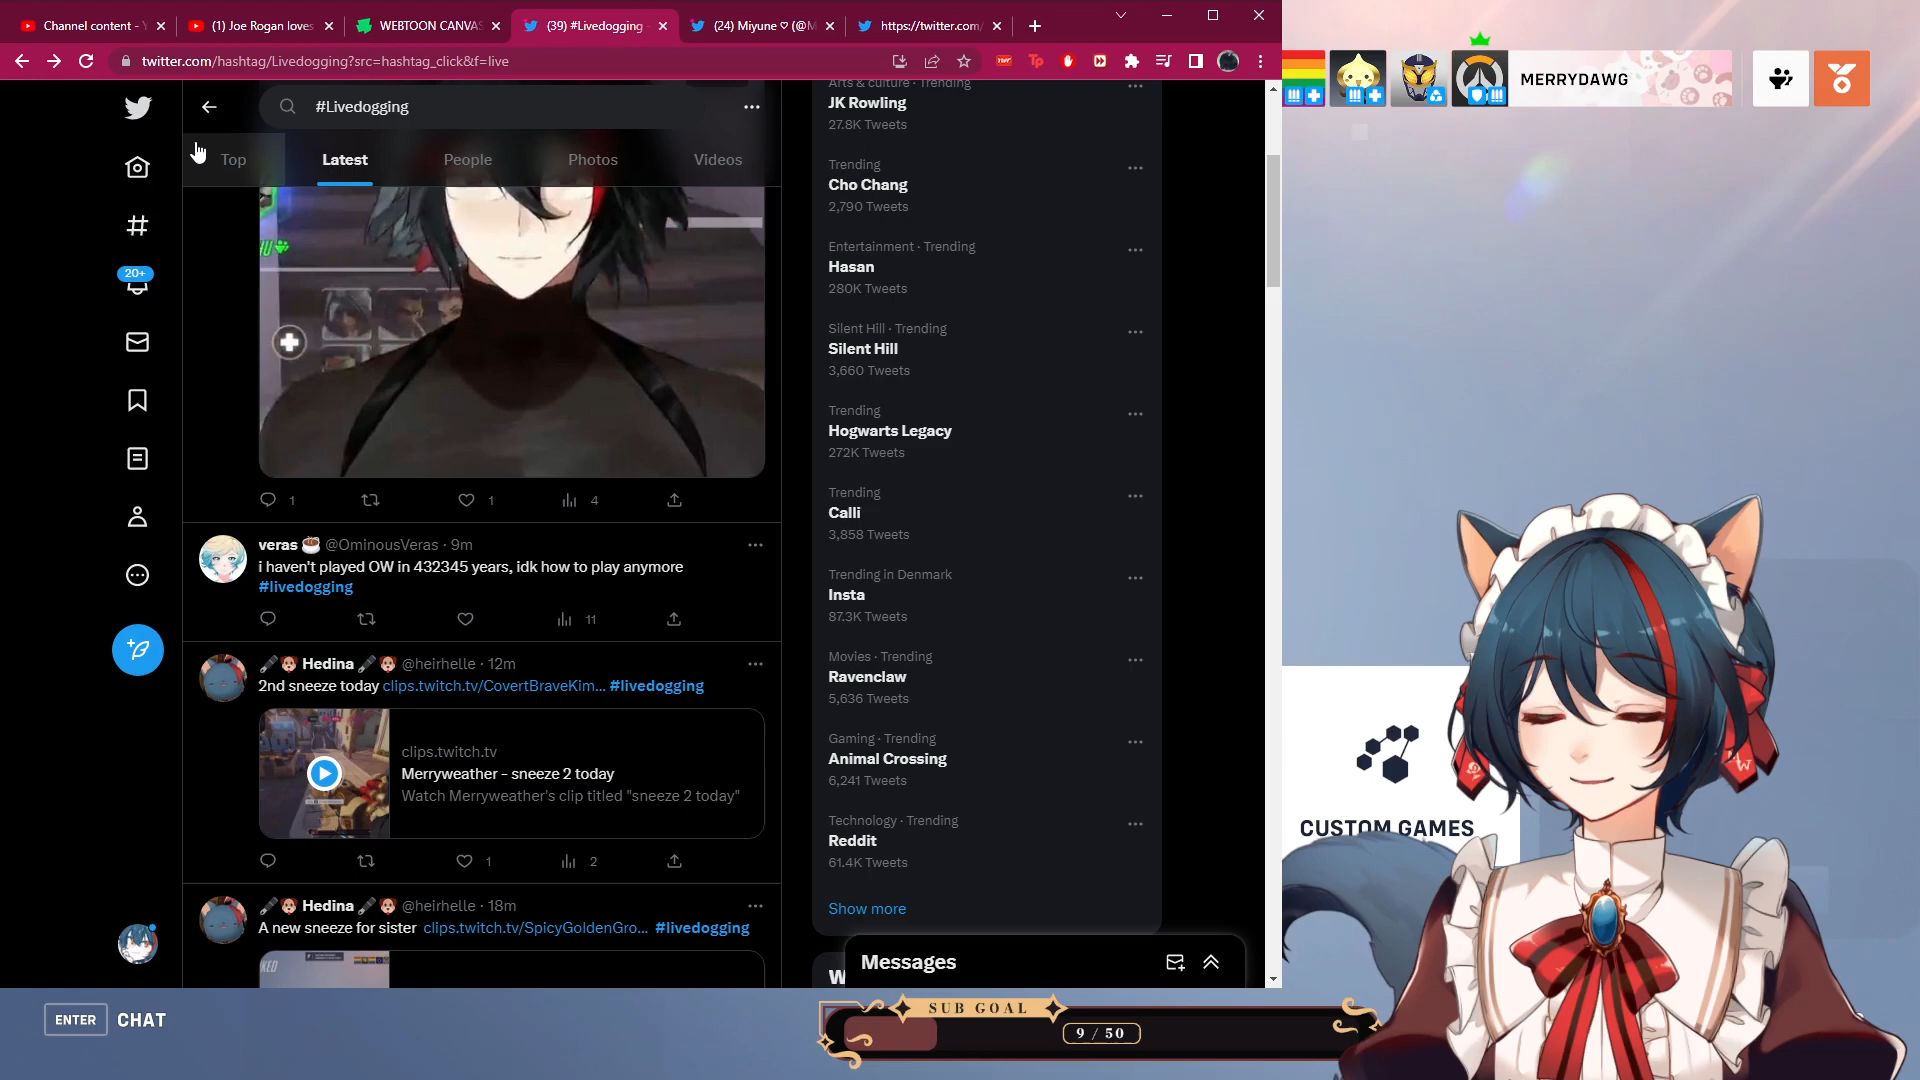 Channel content - Y
(1) Joe Rogan loves
WEBTOON CANVAS
(39) #Livedogging -
(24) Miyune ♡ (@M
https://twitter.com/
twitter.com/hashtag/Livedogging?src=hashtag_click&f=live
#Livedogging
Top
Latest
People
Photos
Videos
1
1
4
veras ☕ @OminousVeras · 9m
i haven't played OW in 432345 years, idk how to play anymore
#livedogging
11
Hedina @heirhelle · 12m
2nd sneeze today clips.twitch.tv/CovertBraveKim... #livedogging
clips.twitch.tv
Merryweather - sneeze 2 today
Watch Merryweather's clip titled "sneeze 2 today"
1
2
Hedina @heirhelle · 18m
A new sneeze for sister clips.twitch.tv/SpicyGoldenGro... #livedogging
20+
Arts & culture · Trending
JK Rowling
27.8K Tweets
Trending
Cho Chang
2,790 Tweets
Entertainment · Trending
Hasan
280K Tweets
Silent Hill · Trending
Silent Hill
3,660 Tweets
Trending
Hogwarts Legacy
272K Tweets
Trending
Calli
3,858 Tweets
Trending in Denmark
Insta
87.3K Tweets
Movies · Trending
Ravenclaw
5,636 Tweets
Gaming · Trending
Animal Crossing
6,241 Tweets
Technology · Trending
Reddit
61.4K Tweets
Show more
Messages
MERRYDAWG
CUSTOM GAMES
ENTER CHAT
SUB GOAL
9 / 50